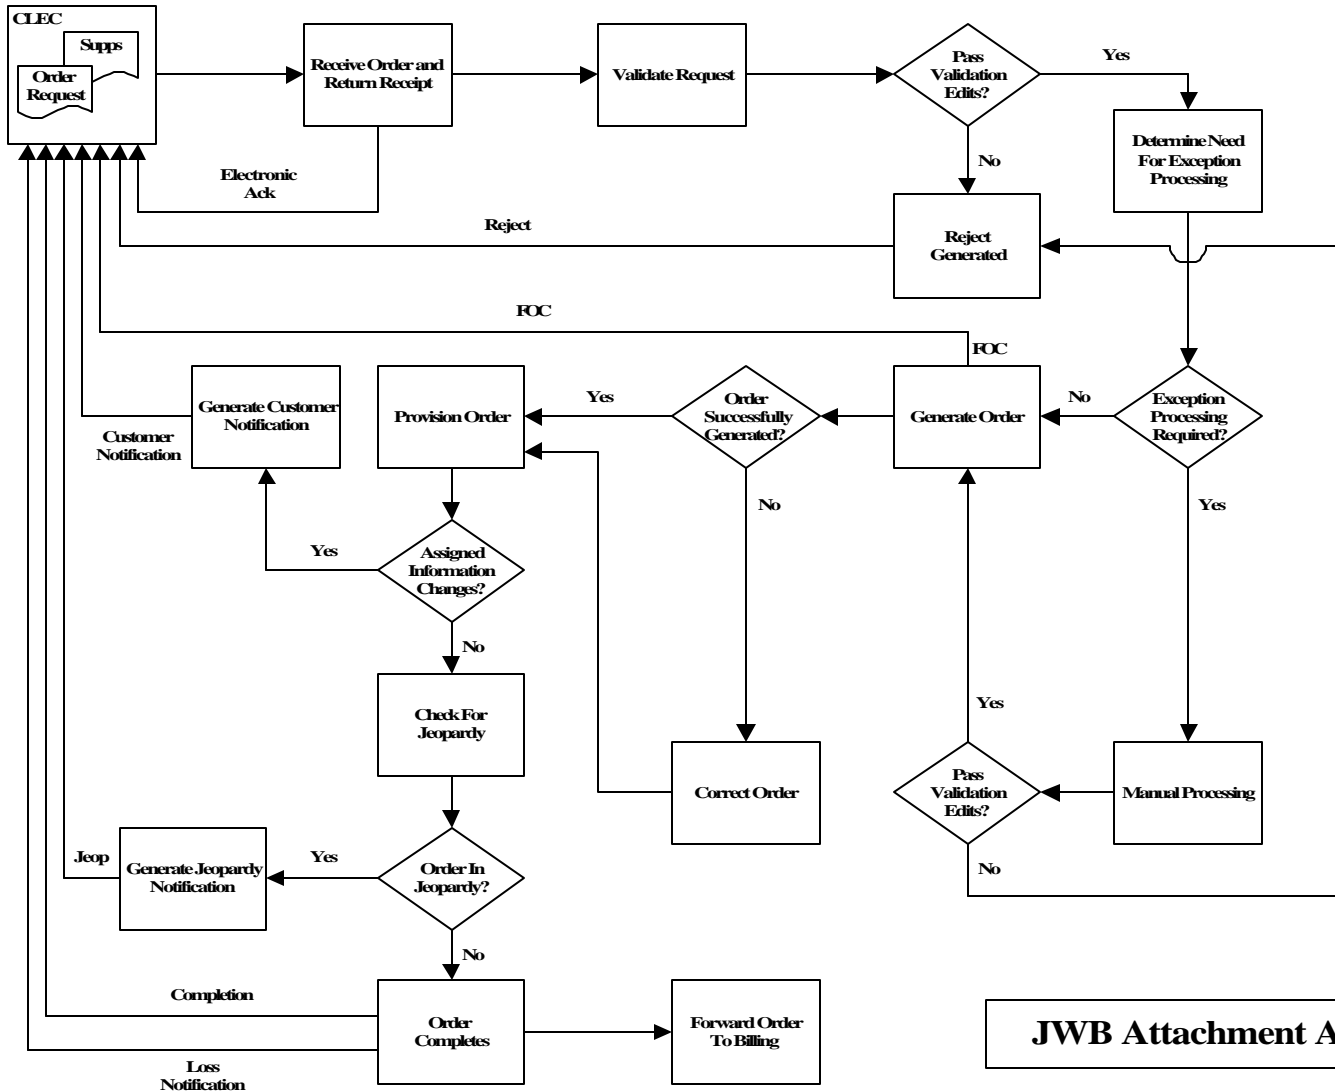 CLEC
Supps
Order
Request
Receive Order and
Return Receipt
Validate Request
Pass
Validation
Edits?
Yes
Determine Need
For Exception
Processing
No
Electronic
Ack
Reject
Reject
Generated
FOC
FOC
Generate Customer
Notification
Customer
Notification
Provision Order
Yes
Order
Successfully
Generated?
Generate Order
No
Exception
Processing
Required?
No
Yes
Yes
Assigned
Information
Changes?
No
Check For
Jeopardy
Correct Order
Yes
Pass
Validation
Edits?
Manual Processing
No
Jeop
Generate Jeopardy
Notification
Yes
Order In
Jeopardy?
No
Completion
Order
Completes
Forward Order
To Billing
Loss
Notification
JWB Attachment A